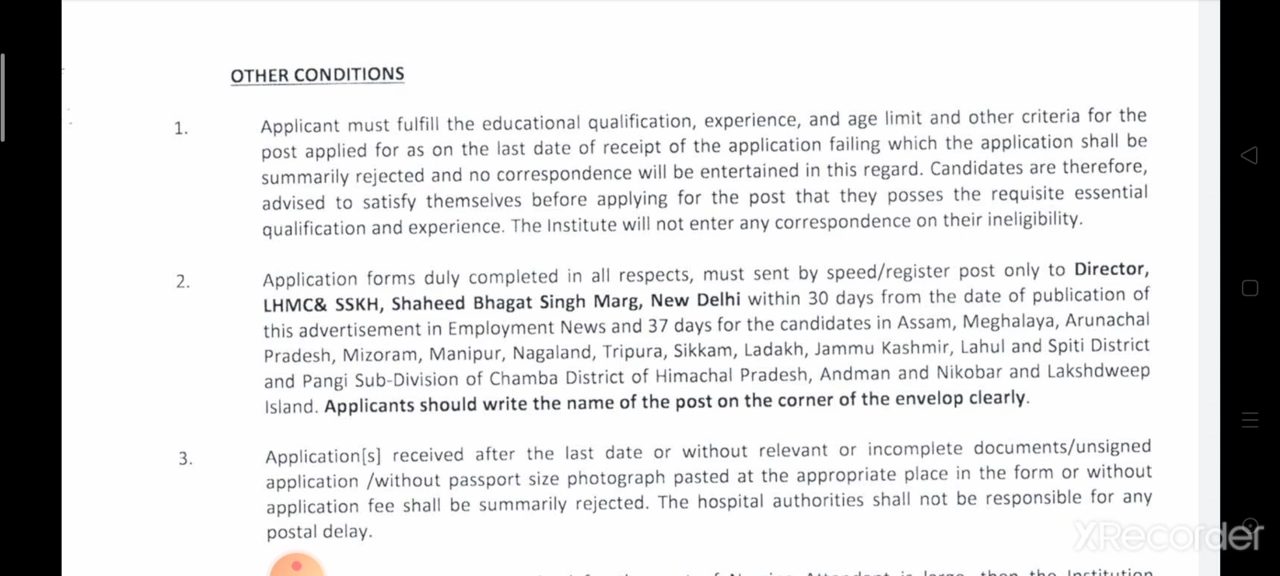 OTHER CONDITIONS
1. Applicant must fulfill the educational qualification, experience, and age limit and other criteria for the
post applied for as on the last date of receipt of the application failing which the application shall be
summarily rejected and no correspondence will be entertained in this regard. Candidates are therefore,
advised to satisfy themselves before applying for the post that they posses the requisite essential
qualification and experience. The Institute will not enter any correspondence on their ineligibility.
2. Application forms duly completed in all respects, must sent by speed/register post only to Director,
LHMC& SSKH, Shaheed Bhagat Singh Marg, New Delhi within 30 days from the date of publication of
this advertisement in Employment News and 37 days for the candidates in Assam, Meghalaya, Arunachal
Pradesh, Mizoram, Manipur, Nagaland, Tripura, Sikkam, Ladakh, Jammu Kashmir, Lahul and Spiti District
and Pangi Sub-Division of Chamba District of Himachal Pradesh, Andman and Nikobar and Lakshdweep
Island. Applicants should write the name of the post on the corner of the envelop clearly.
3. Application[s] received after the last date or without relevant or incomplete documents/unsigned
application /without passport size photograph pasted at the appropriate place in the form or without
application fee shall be summarily rejected. The hospital authorities shall not be responsible for any
postal delay.
XRecorder